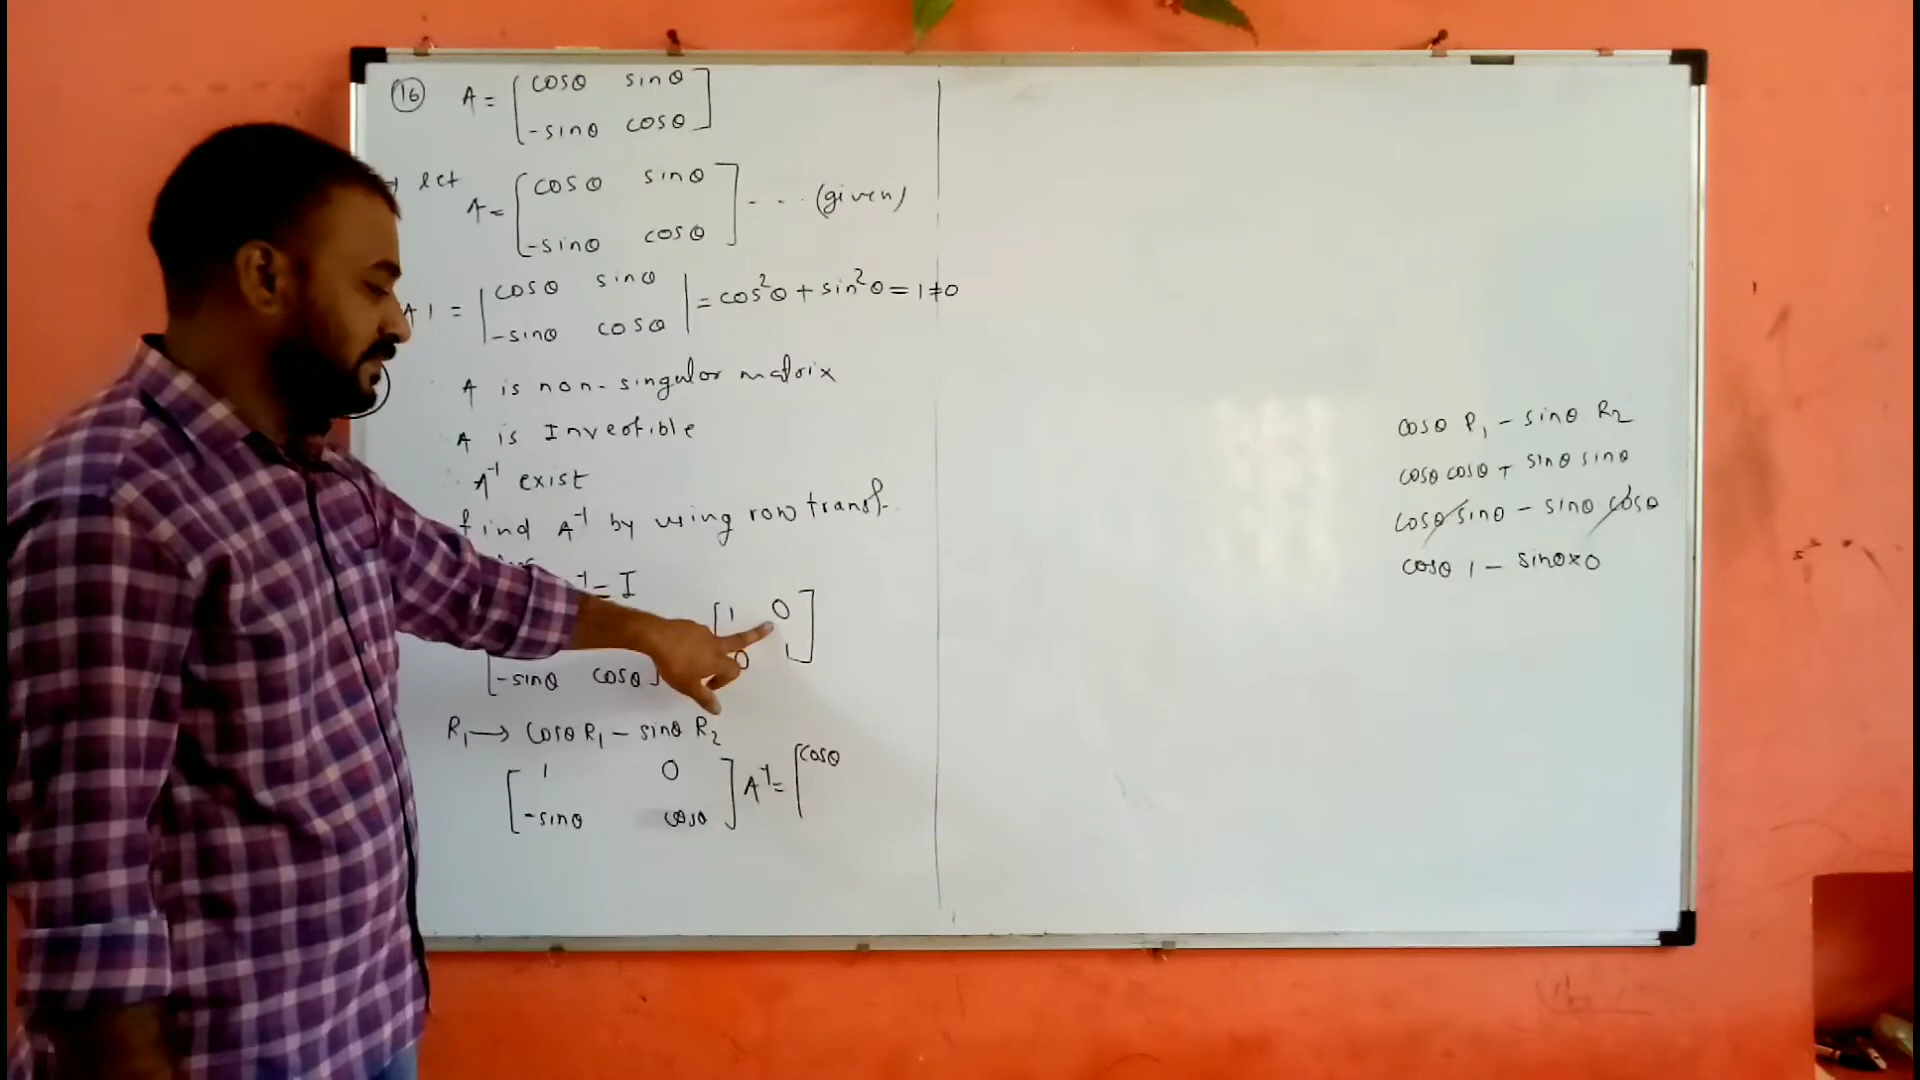 16 A = [ cosθ sinθ
-sinθ cosθ ]
let
A = [ cosθ sinθ
-sinθ cosθ ] - - - (given)
A| = | cosθ sinθ
-sinθ cosθ | = cos²θ + sin²θ = 1 ≠ 0
A is non-singular matrix
A is Invertible
A⁻¹ exist
find A⁻¹ by using row transf.
⁻¹ = I
[ 1 0
-sinθ cosθ ] 0 1 ]
R₁ → cosθ R₁ - sinθ R₂
[ 1 0
-sinθ cosθ ] A⁻¹ = [ cosθ
cosθ R₁ - sinθ R₂
cosθ cosθ + sinθ sinθ
cosθ sinθ - sinθ cosθ
cosθ 1 - sinθ×0